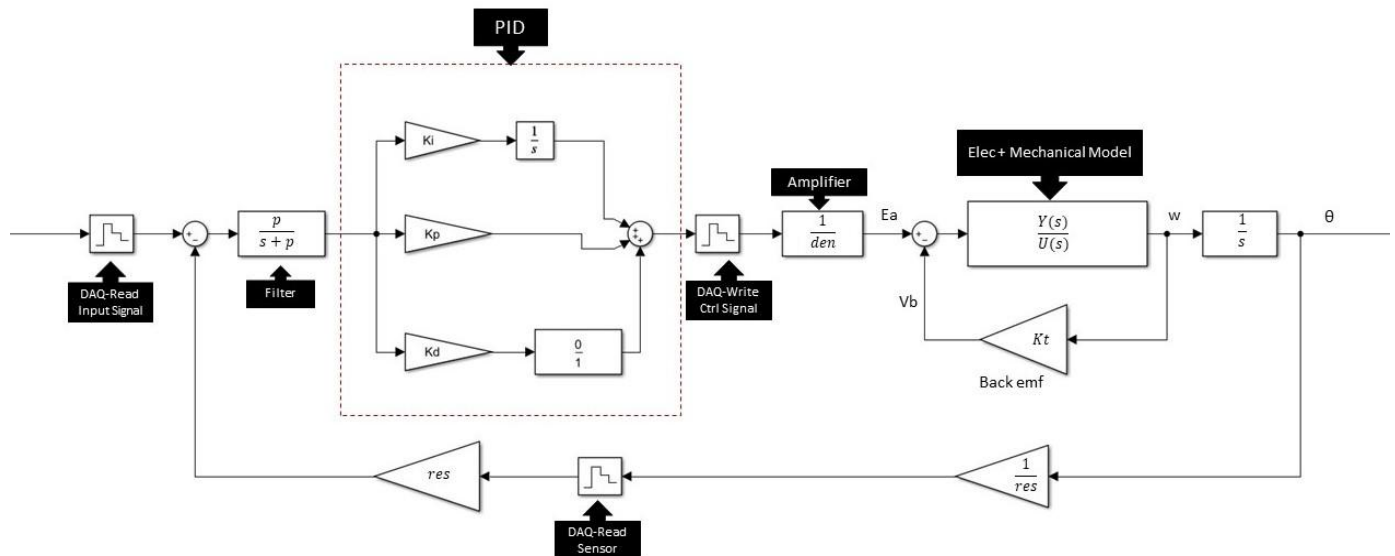 PID
Ki
1
s
Elec + Mechanical Model
Amplifier
p
s + p
Kp
1
den
Ea
Y(s)
U(s)
w
1
s
θ
DAQ-Read
Input Signal
Filter
DAQ-Write
Ctrl Signal
Vb
Kd
0
1
Kt
Back emf
res
1
res
DAQ-Read
Sensor